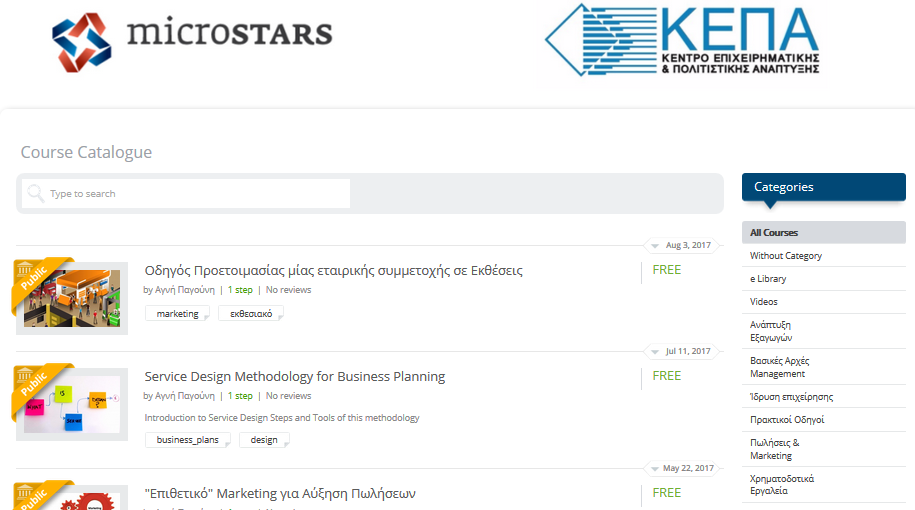 microSTARS
ΚΕΠΑ
ΚΕΝΤΡΟ ΕΠΙΧΕΙΡΗΜΑΤΙΚΗΣ
& ΠΟΛΙΤΙΣΤΙΚΗΣ ΑΝΑΠΤΥΞΗΣ
Course Catalogue
Type to search
Aug 3, 2017
Public
Οδηγός Προετοιμασίας μίας εταιρικής συμμετοχής σε Εκθέσεις
FREE
by Αγνή Παγούνη | 1 step | No reviews
marketing
εκθεσιακό
Jul 11, 2017
Public
Service Design Methodology for Business Planning
FREE
by Αγνή Παγούνη | 1 step | No reviews
Introduction to Service Design Steps and Tools of this methodology
business_plans
design
May 22, 2017
Public
"Επιθετικό" Marketing για Αύξηση Πωλήσεων
FREE
Categories
All Courses
Without Category
e Library
Videos
Ανάπτυξη
Εξαγωγών
Βασικές Αρχές
Management
Ίδρυση επιχείρησης
Πρακτικοί Οδηγοί
Πωλήσεις &
Marketing
Χρηματοδοτικά
Εργαλεία